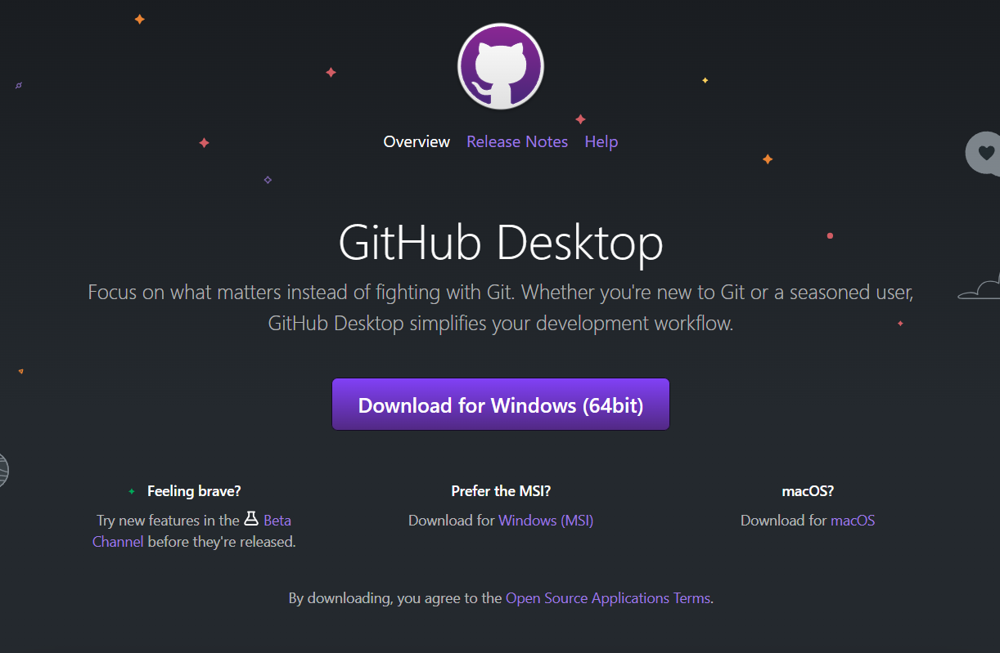 Overview Release Notes Help
GitHub Desktop
Focus on what matters instead of fighting with Git. Whether you're new to Git or a seasoned user,
GitHub Desktop simplifies your development workflow.
Download for Windows (64bit)
Feeling brave?
Try new features in the Beta
Channel before they're released.
Prefer the MSI?
Download for Windows (MSI)
macOS?
Download for macOS
By downloading, you agree to the Open Source Applications Terms.